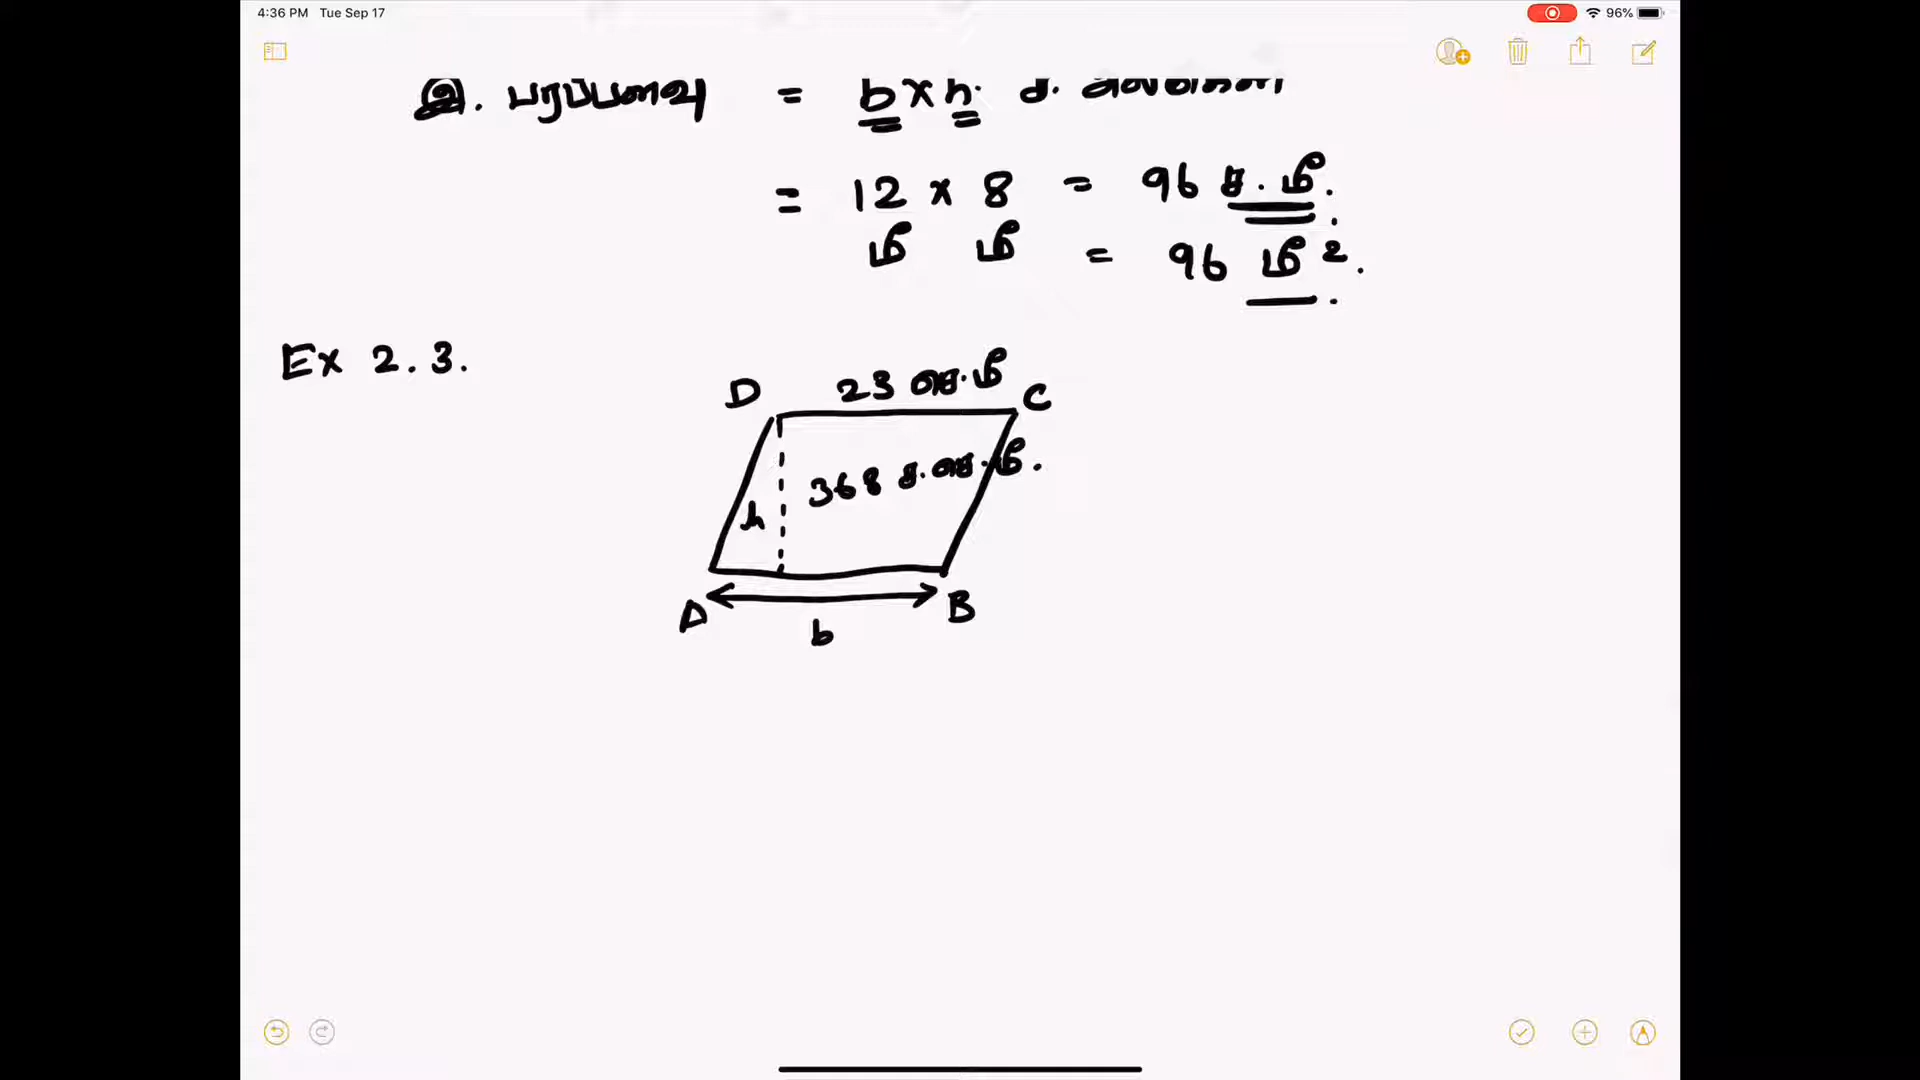 4:36 PM Tue Sep 17
96%
இ. பரப்பளவு = b x h ச. அலகுகள்
= 12 x 8 = 96 ச.மீ.
மீ மீ = 96 மீ 2.
Ex 2.3.
D 23 செ.மீ C
368 ச.செ.மீ.
h
A B
b